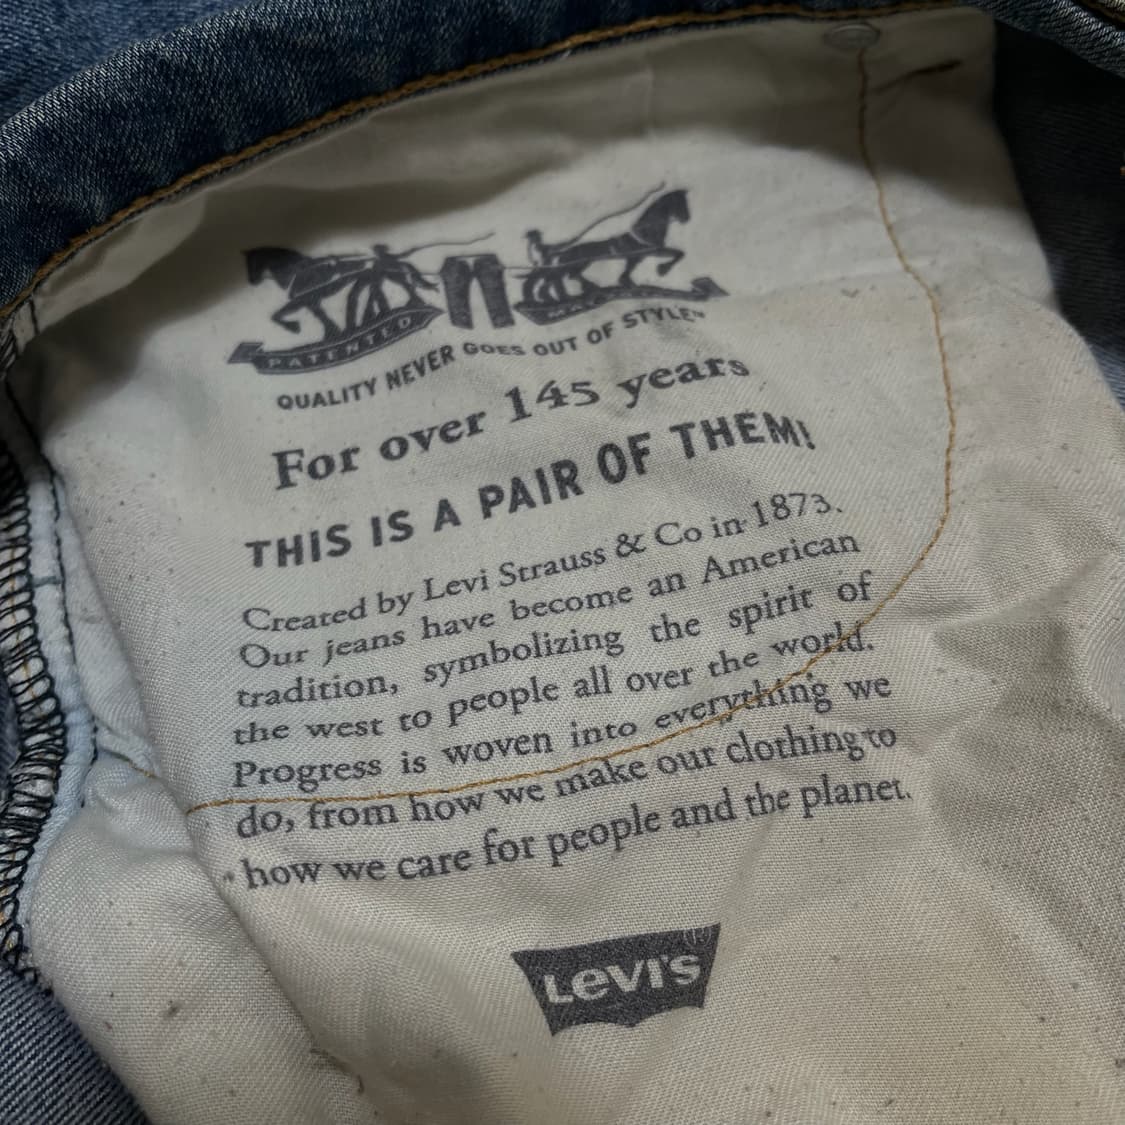 PATENTED
QUALITY NEVER GOES OUT OF STYLE™
For over 145 years
THIS IS A PAIR OF THEM!
Created by Levi Strauss & Co in 1873.
Our jeans have become an American
tradition, symbolizing the spirit of
the west to people all over the world.
Progress is woven into everything we
do, from how we make our clothing to
how we care for people and the planet.
LEVI'S